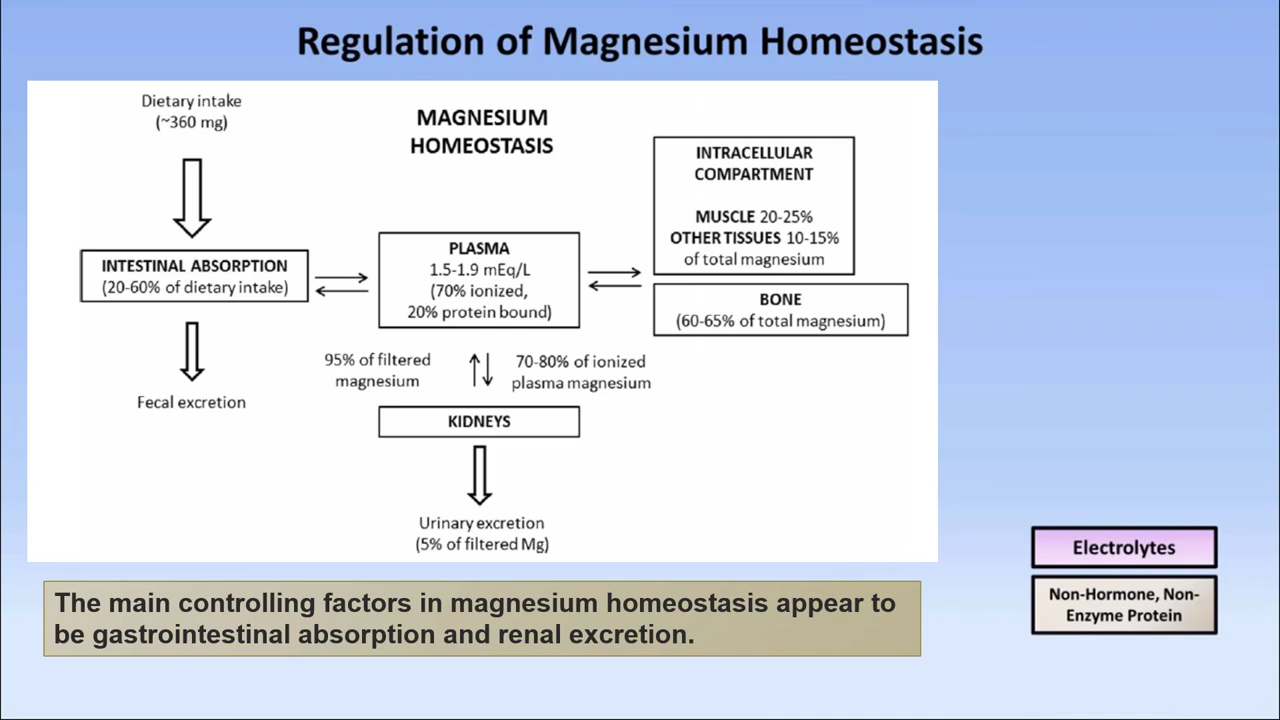 Regulation of Magnesium Homeostasis
Dietary intake
(~360 mg)
MAGNESIUM
HOMEOSTASIS
INTRACELLULAR
COMPARTMENT
MUSCLE 20-25%
OTHER TISSUES 10-15%
of total magnesium
INTESTINAL ABSORPTION
(20-60% of dietary intake)
PLASMA
1.5-1.9 mEq/L
(70% ionized,
20% protein bound)
BONE
(60-65% of total magnesium)
95% of filtered
magnesium
70-80% of ionized
plasma magnesium
Fecal excretion
KIDNEYS
Urinary excretion
(5% of filtered Mg)
Electrolytes
Non-Hormone, Non-
Enzyme Protein
The main controlling factors in magnesium homeostasis appear to
be gastrointestinal absorption and renal excretion.